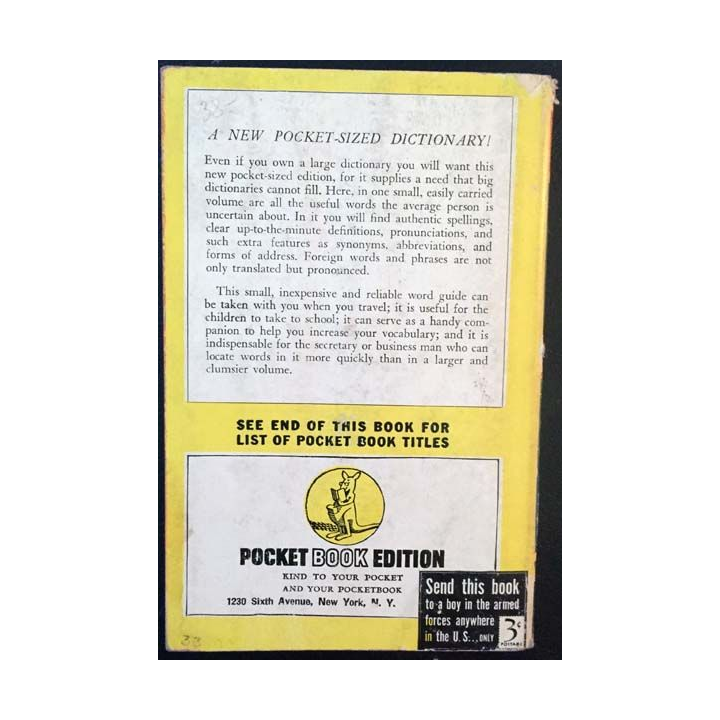 38
A NEW POCKET-SIZED DICTIONARY!
Even if you own a large dictionary you will want this
new pocket-sized edition, for it supplies a need that big
dictionaries cannot fill. Here, in one small, easily carried
volume are all the useful words the average person is
uncertain about. In it you will find authentic spellings,
clear up-to-the-minute definitions, pronunciations, and
such extra features as synonyms, abbreviations, and
forms of address. Foreign words and phrases are not
only translated but pronounced.
This small, inexpensive and reliable word guide can
be taken with you when you travel; it is useful for the
children to take to school; it can serve as a handy com-
panion to help you increase your vocabulary; and it is
indispensable for the secretary or business man who can
locate words in it more quickly than in a larger and
clumsier volume.
SEE END OF THIS BOOK FOR
LIST OF POCKET BOOK TITLES
POCKET BOOK EDITION
KIND TO YOUR POCKET
AND YOUR POCKETBOOK
1230 Sixth Avenue, New York, N. Y.
Send this book
to a boy in the armed
forces anywhere
in the U.S...ONLY 3¢
POSTAGE
38